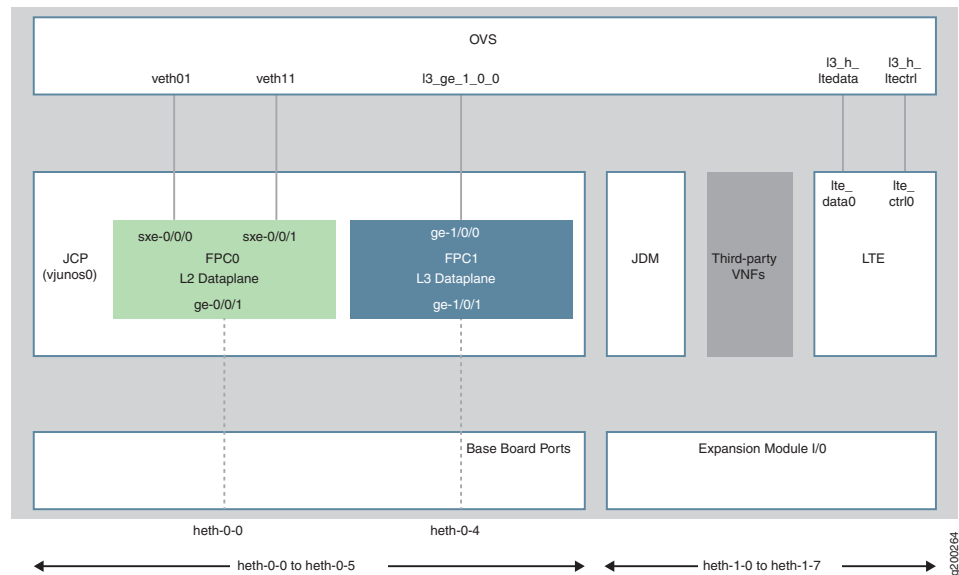 OVS
veth01
veth11
l3_ge_1_0_0
l3_h_
ltedata
l3_h_
ltectrl
JCP
(vjunos0)
sxe-0/0/0
sxe-0/0/1
FPC0
L2 Dataplane
ge-0/0/1
ge-1/0/0
FPC1
L3 Dataplane
ge-1/0/1
JDM
Third-party
VNFs
lte_
data0
lte_
ctrl0
LTE
Base Board Ports
Expansion Module I/0
heth-0-0
heth-0-4
heth-0-0 to heth-0-5
heth-1-0 to heth-1-7
g200264